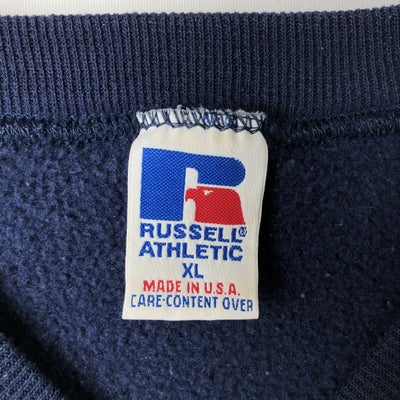 RUSSELL®
ATHLETIC
XL
MADE IN U.S.A.
CARE-CONTENT OVER